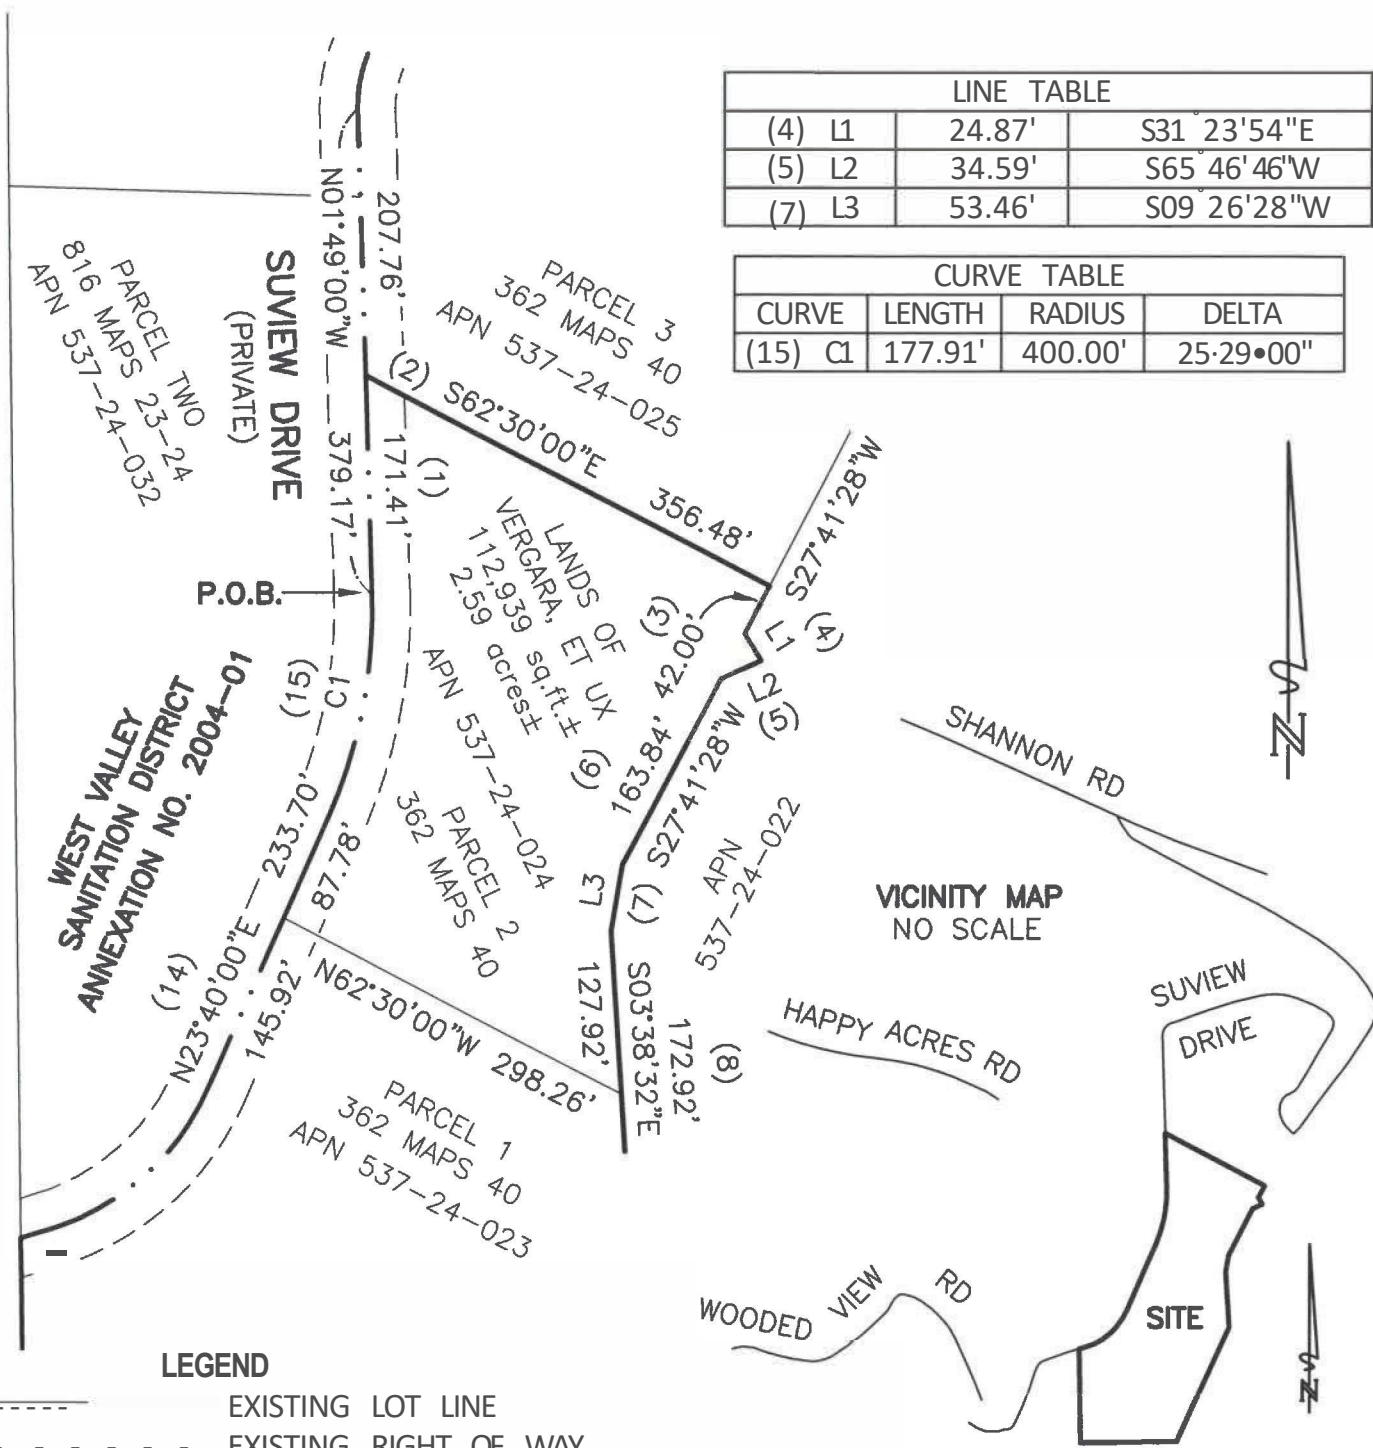 LINE TABLE
(4) L1 24.87' S31°23'54"E
(5) L2 34.59' S65°46'46"W
(7) L3 53.46' S09°26'28"W
CURVE TABLE
CURVE LENGTH RADIUS DELTA
(15) C1 177.91' 400.00' 25·29•00"
N01°49'00"W 379.17'
207.76'
SUVIEW DRIVE
(PRIVATE)
PARCEL TWO
816 MAPS 23-24
APN 537-24-032
PARCEL 3
362 MAPS 40
APN 537-24-025
(2) S62°30'00"E 356.48'
171.41'
(1)
P.O.B.
LANDS OF
VERGARA, ET UX
112,939 sq.ft.±
2.59 acres±
S27°41'28"W
(3)
42.00'
L1
(4)
L2
(5)
WEST VALLEY
SANITATION DISTRICT
ANNEXATION NO. 2004-01
(15)
C1
APN 537-24-024
PARCEL 2
362 MAPS 40
(6)
163.84'
S27°41'28"W
L3
(7)
APN
537-24-022
(14)
N23°40'00"E 233.70'
87.78'
145.92'
N62°30'00"W 298.26'
127.92'
S03°38'32"E
172.92'
(8)
PARCEL 1
362 MAPS 40
APN 537-24-023
N
SHANNON RD
VICINITY MAP
NO SCALE
SUVIEW
DRIVE
HAPPY ACRES RD
WOODED VIEW RD
SITE
N
LEGEND
EXISTING LOT LINE
EXISTING RIGHT OF WAY